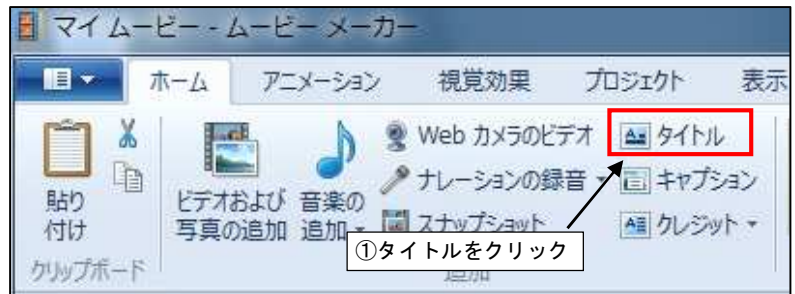 マイ ムービー - ムービー メーカー
ホーム アニメーション 視覚効果 プロジェクト 表示
Web カメラのビデオ タイトル
ナレーションの録音 キャプション
スナップショット クレジット
貼り付け
ビデオおよび写真の追加
音楽の追加
①タイトルをクリック
クリップボード 追加